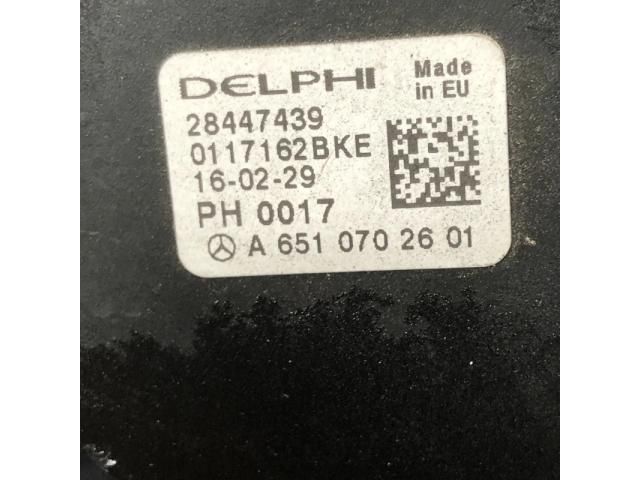 DELPHI Made
in EU
28447439
0117162BKE
16-02-29
PH 0017
A 651 070 26 01